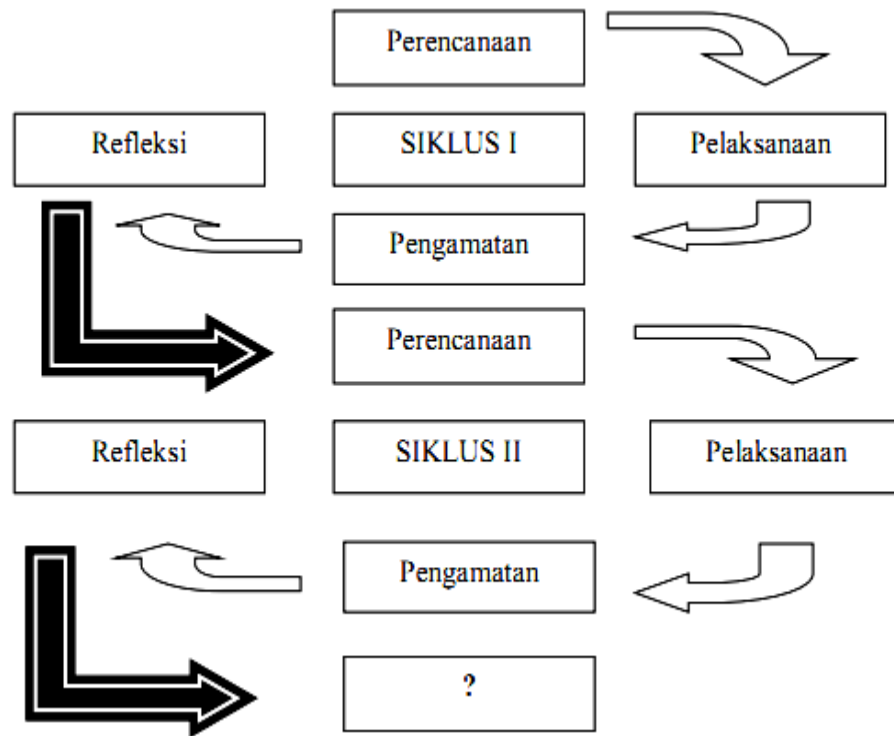 Perencanaan
Refleksi
SIKLUS I
Pelaksanaan
Pengamatan
Perencanaan
Refleksi
SIKLUS II
Pelaksanaan
Pengamatan
?